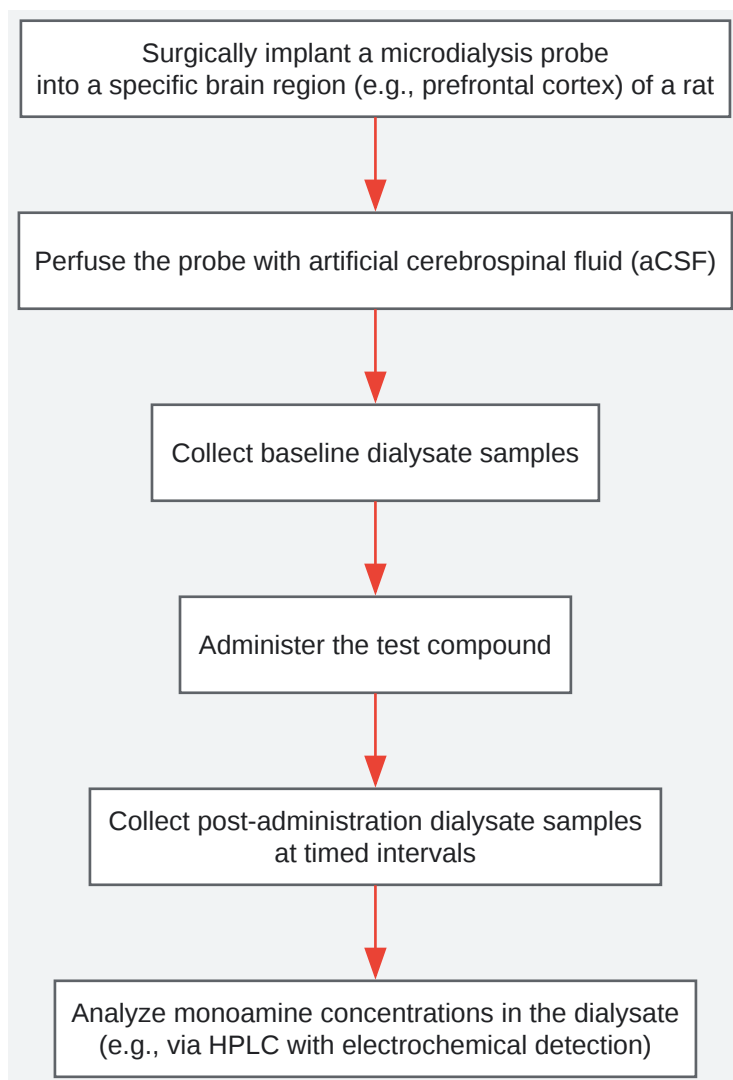 Surgically implant a microdialysis probe
into a specific brain region (e.g., prefrontal cortex) of a rat
Perfuse the probe with artificial cerebrospinal fluid (aCSF)
Collect baseline dialysate samples
Administer the test compound
Collect post-administration dialysate samples
at timed intervals
Analyze monoamine concentrations in the dialysate
(e.g., via HPLC with electrochemical detection)